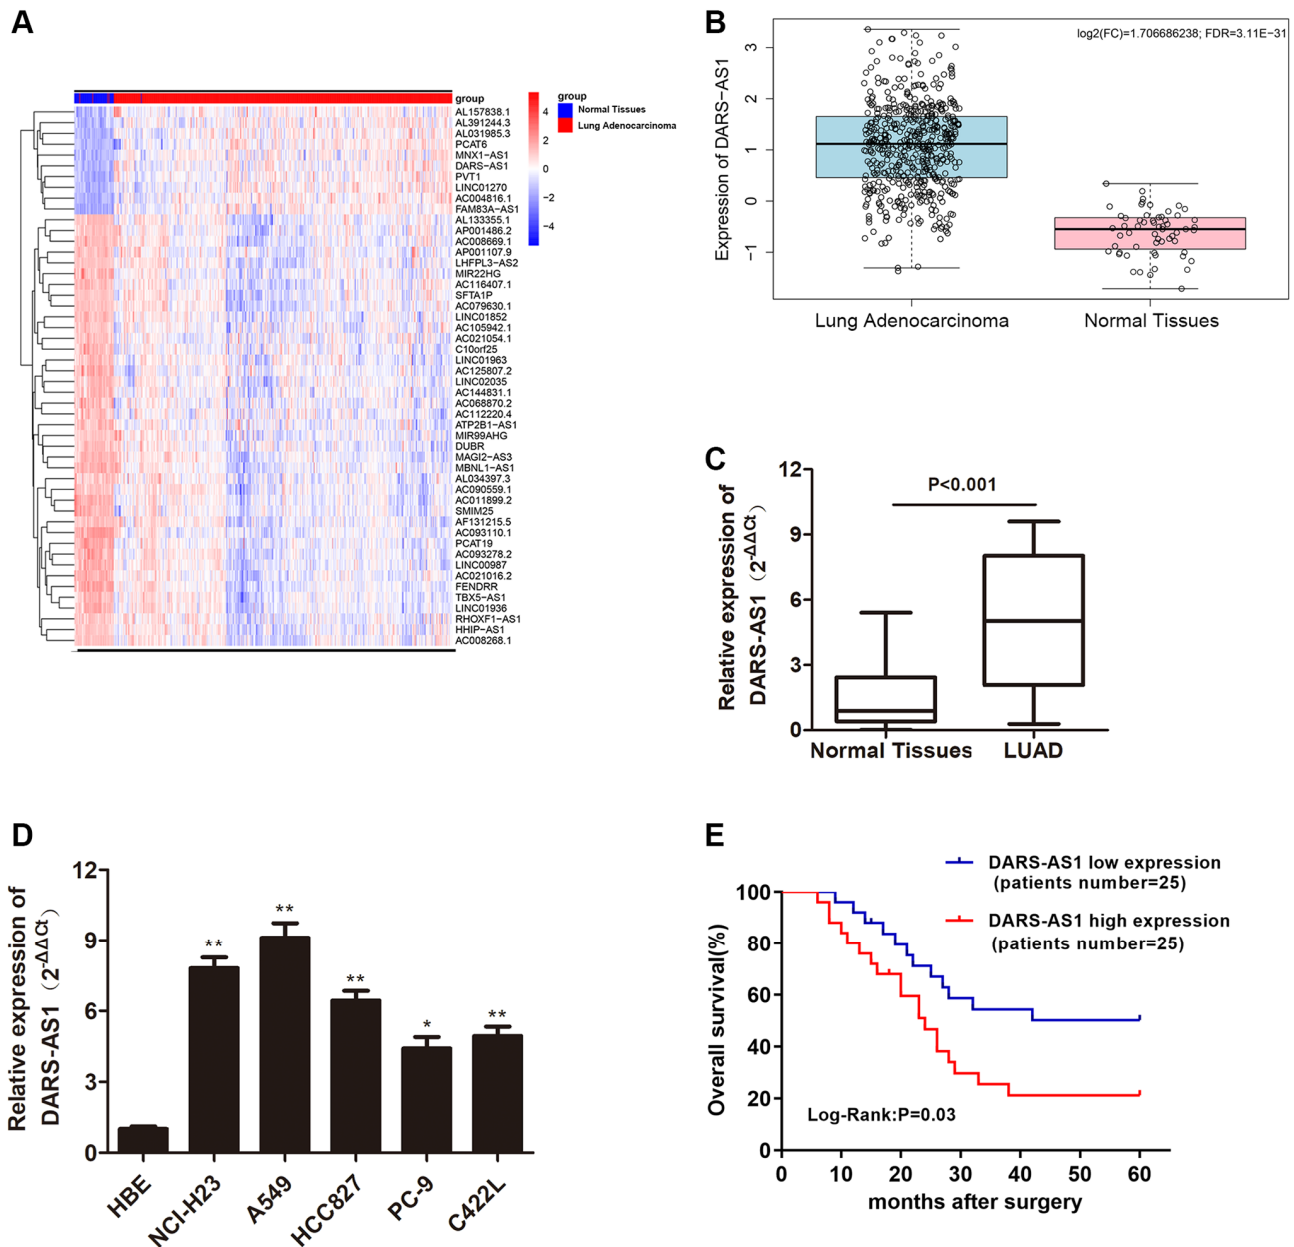 A
group
AL157838.1
AL391244.3
AL031985.3
PCAT6
MNX1−AS1
DARS−AS1
PVT1
LINC01270
AC004816.1
FAM83A−AS1
AL133355.1
AP001486.2
AC008669.1
AP001107.9
LHFPL3−AS2
MIR22HG
AC116407.1
SFTA1P
AC079630.1
LINC01852
AC105942.1
AC021054.1
C10orf25
LINC01963
AC125807.2
LINC02035
AC144831.1
AC068870.2
AC112220.4
ATP2B1−AS1
MIR99AHG
DUBR
MAGI2−AS3
MBNL1−AS1
AL034397.3
AC090559.1
AC011899.2
SMIM25
AF131215.5
AC093110.1
PCAT19
AC093278.2
LINC00987
AC021016.2
FENDRR
TBX5−AS1
LINC01936
RHOXF1−AS1
HHIP−AS1
AC008268.1
4
2
0
−2
−4
group
Normal Tissues
Lung Adenocarcinoma
B
Expression of DARS−AS1
3
2
1
0
−1
log2(FC)=1.706686238; FDR=3.11E−31
Lung Adenocarcinoma
Normal Tissues
C
Relative expression of
DARS-AS1 (2-ΔΔCt)
12
9
6
3
0
P<0.001
Normal Tissues
LUAD
D
Relative expression of
DARS-AS1 (2-ΔΔCt)
12
9
6
3
0
**
**
**
*
**
HBE
NCI-H23
A549
HCC827
PC-9
C422L
E
DARS-AS1 low expression
(patients number=25)
DARS-AS1 high expression
(patients number=25)
Overall survival(%)
100
80
60
40
20
0
Log-Rank:P=0.03
0 10 20 30 40 50 60
months after surgery